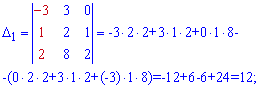 Δ₁ = | -3 3 0 |
| 1 2 1 | = -3·2·2+3·1·2+0·1·8-
| 2 8 2 |
-(0·2·2+3·1·2+(-3)·1·8)=-12+6-6+24=12;